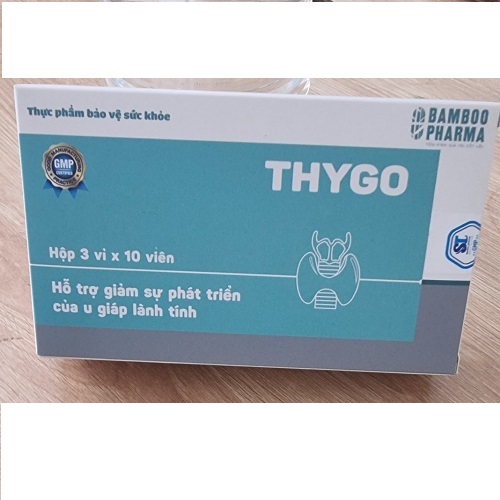 Thực phẩm bảo vệ sức khỏe
BAMBOO
PHARMA
GMP
CERTIFIED
THYGO
Hộp 3 vỉ x 10 viên
Hỗ trợ giảm sự phát triển
của u giáp lành tính